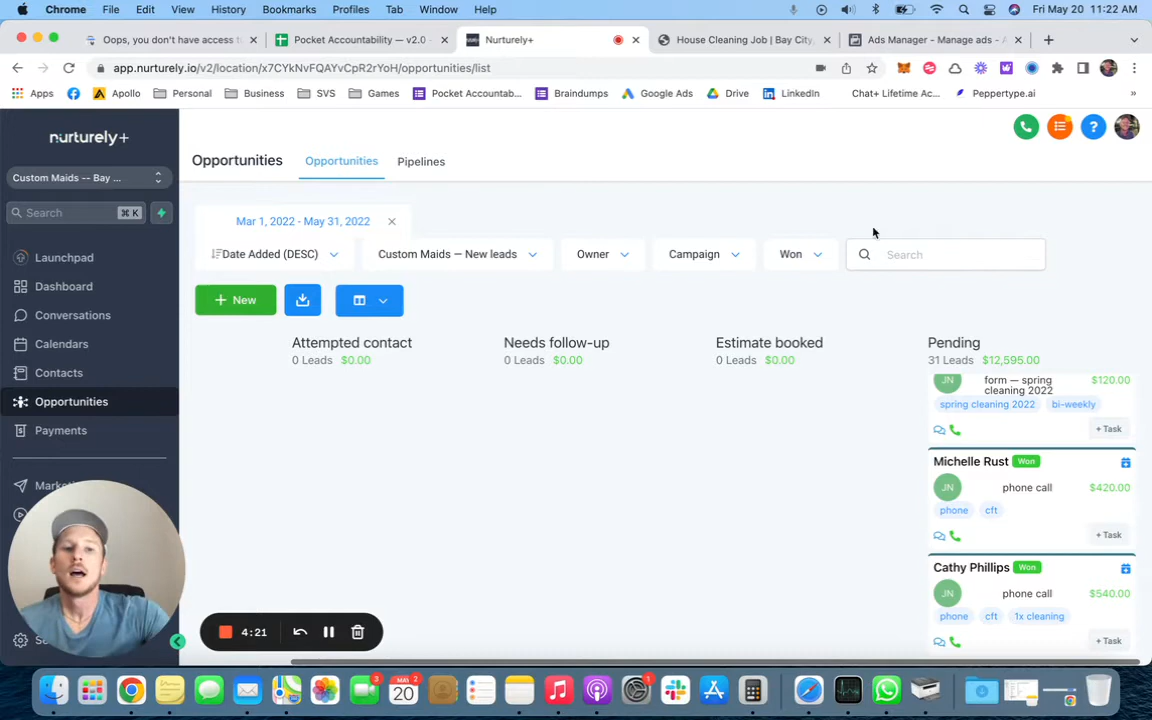 Chrome File Edit View History Bookmarks Profiles Tab Window Help Fri May 20 11:22 AM
Oops, you don't have access t
Pocket Accountability — v2.0 -
Nurturely+
House Cleaning Job | Bay City,
Ads Manager - Manage ads - A
app.nurturely.io/v2/location/x7CYkNvFQAYvCpR2rYoH/opportunities/list
Apps Apollo Personal Business SVS Games Pocket Accountab... Braindumps Google Ads Drive LinkedIn Chat+ Lifetime Ac... Peppertype.ai »
nurturely+
Custom Maids -- Bay ...
Search ⌘ K
Launchpad
Dashboard
Conversations
Calendars
Contacts
Opportunities
Payments
Opportunities Opportunities Pipelines
Mar 1, 2022 - May 31, 2022
Date Added (DESC) Custom Maids — New leads Owner Campaign Won Search
+ New
Attempted contact
0 Leads $0.00
Needs follow-up
0 Leads $0.00
Estimate booked
0 Leads $0.00
Pending
31 Leads $12,595.00
JN form — spring cleaning 2022 $120.00
spring cleaning 2022 bi-weekly
+ Task
Michelle Rust Won
JN phone call $420.00
phone cft
+ Task
Cathy Phillips Won
JN phone call $540.00
phone cft 1x cleaning
+ Task
4:21
3
MAY
20
2
1